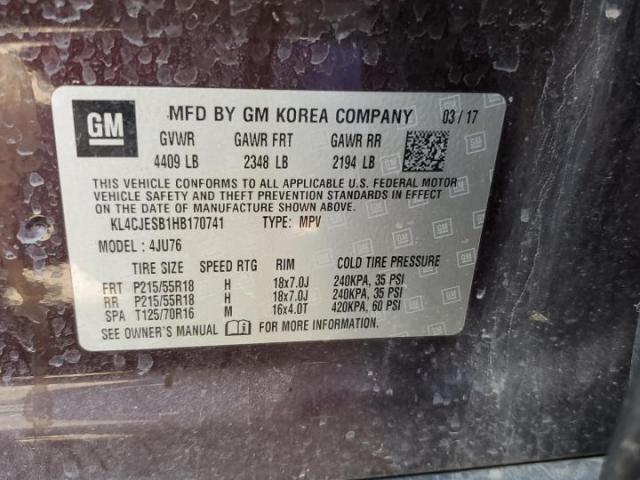 GM MFD BY GM KOREA COMPANY 03/17
GVWR GAWR FRT GAWR RR
4409 LB 2348 LB 2194 LB
THIS VEHICLE CONFORMS TO ALL APPLICABLE U.S. FEDERAL MOTOR
VEHICLE SAFETY AND THEFT PREVENTION STANDARDS IN EFFECT ON
THE DATE OF MANUFACTURE SHOWN ABOVE.
KL4CJESB1HB170741 TYPE: MPV
MODEL: 4JU76
TIRE SIZE SPEED RTG RIM COLD TIRE PRESSURE
FRT P215/55R18 H 18x7.0J 240KPA, 35 PSI
RR P215/55R18 H 18x7.0J 240KPA, 35 PSI
SPA T125/70R16 M 16x4.0T 420KPA, 60 PSI
SEE OWNER'S MANUAL FOR MORE INFORMATION